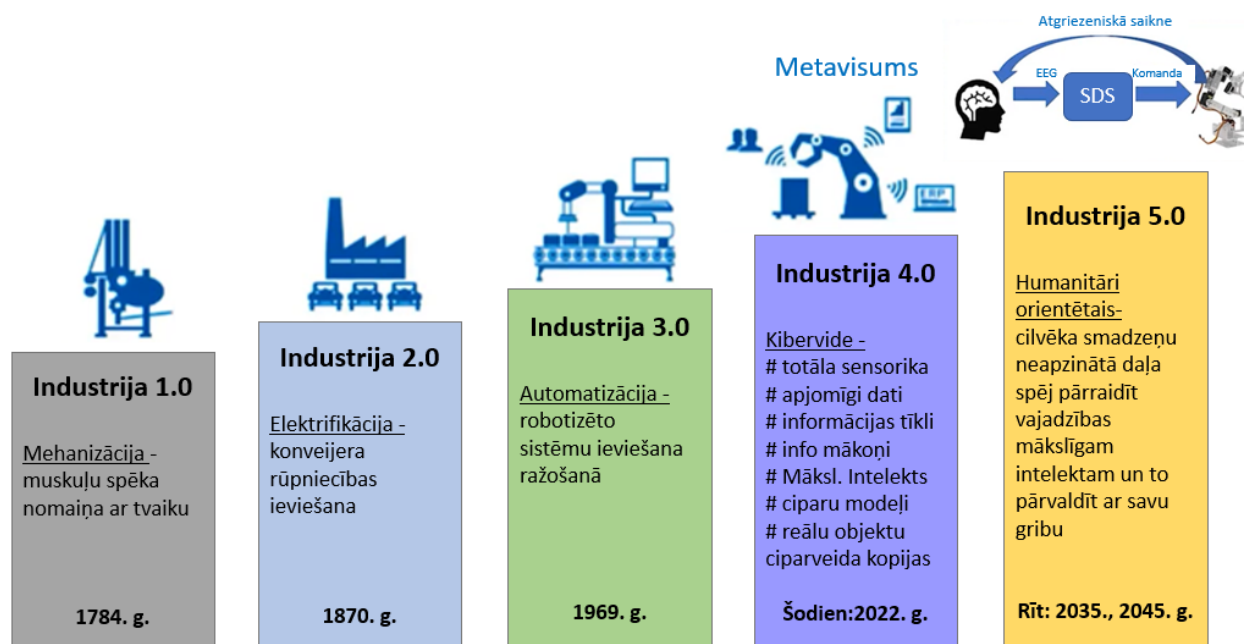 Industrija 1.0
Mehanizācija -
muskuļu spēka
nomaiņa ar tvaiku
1784. g.
Industrija 2.0
Elektrifikācija -
konveijera
rūpniecības
ieviešana
1870. g.
Industrija 3.0
Automatizācija -
robotizēto
sistēmu ieviešana
ražošanā
1969. g.
Metavisums
ERP
Industrija 4.0
Kibervide -
# totāla sensorika
# apjomīgi dati
# informācijas tīkli
# info mākoņi
# Māksl. Intelekts
# ciparu modeļi
# reālu objektu
ciparveida kopijas
Šodien:2022. g.
Atgriezeniskā saikne
EEG
SDS
Komanda
Industrija 5.0
Humanitāri
orientētais-
cilvēka smadzeņu
neapzinātā daļa
spēj pārraidīt
vajadzības
mākslīgam
intelektam un to
pārvaldīt ar savu
gribu
Rīt: 2035., 2045. g.